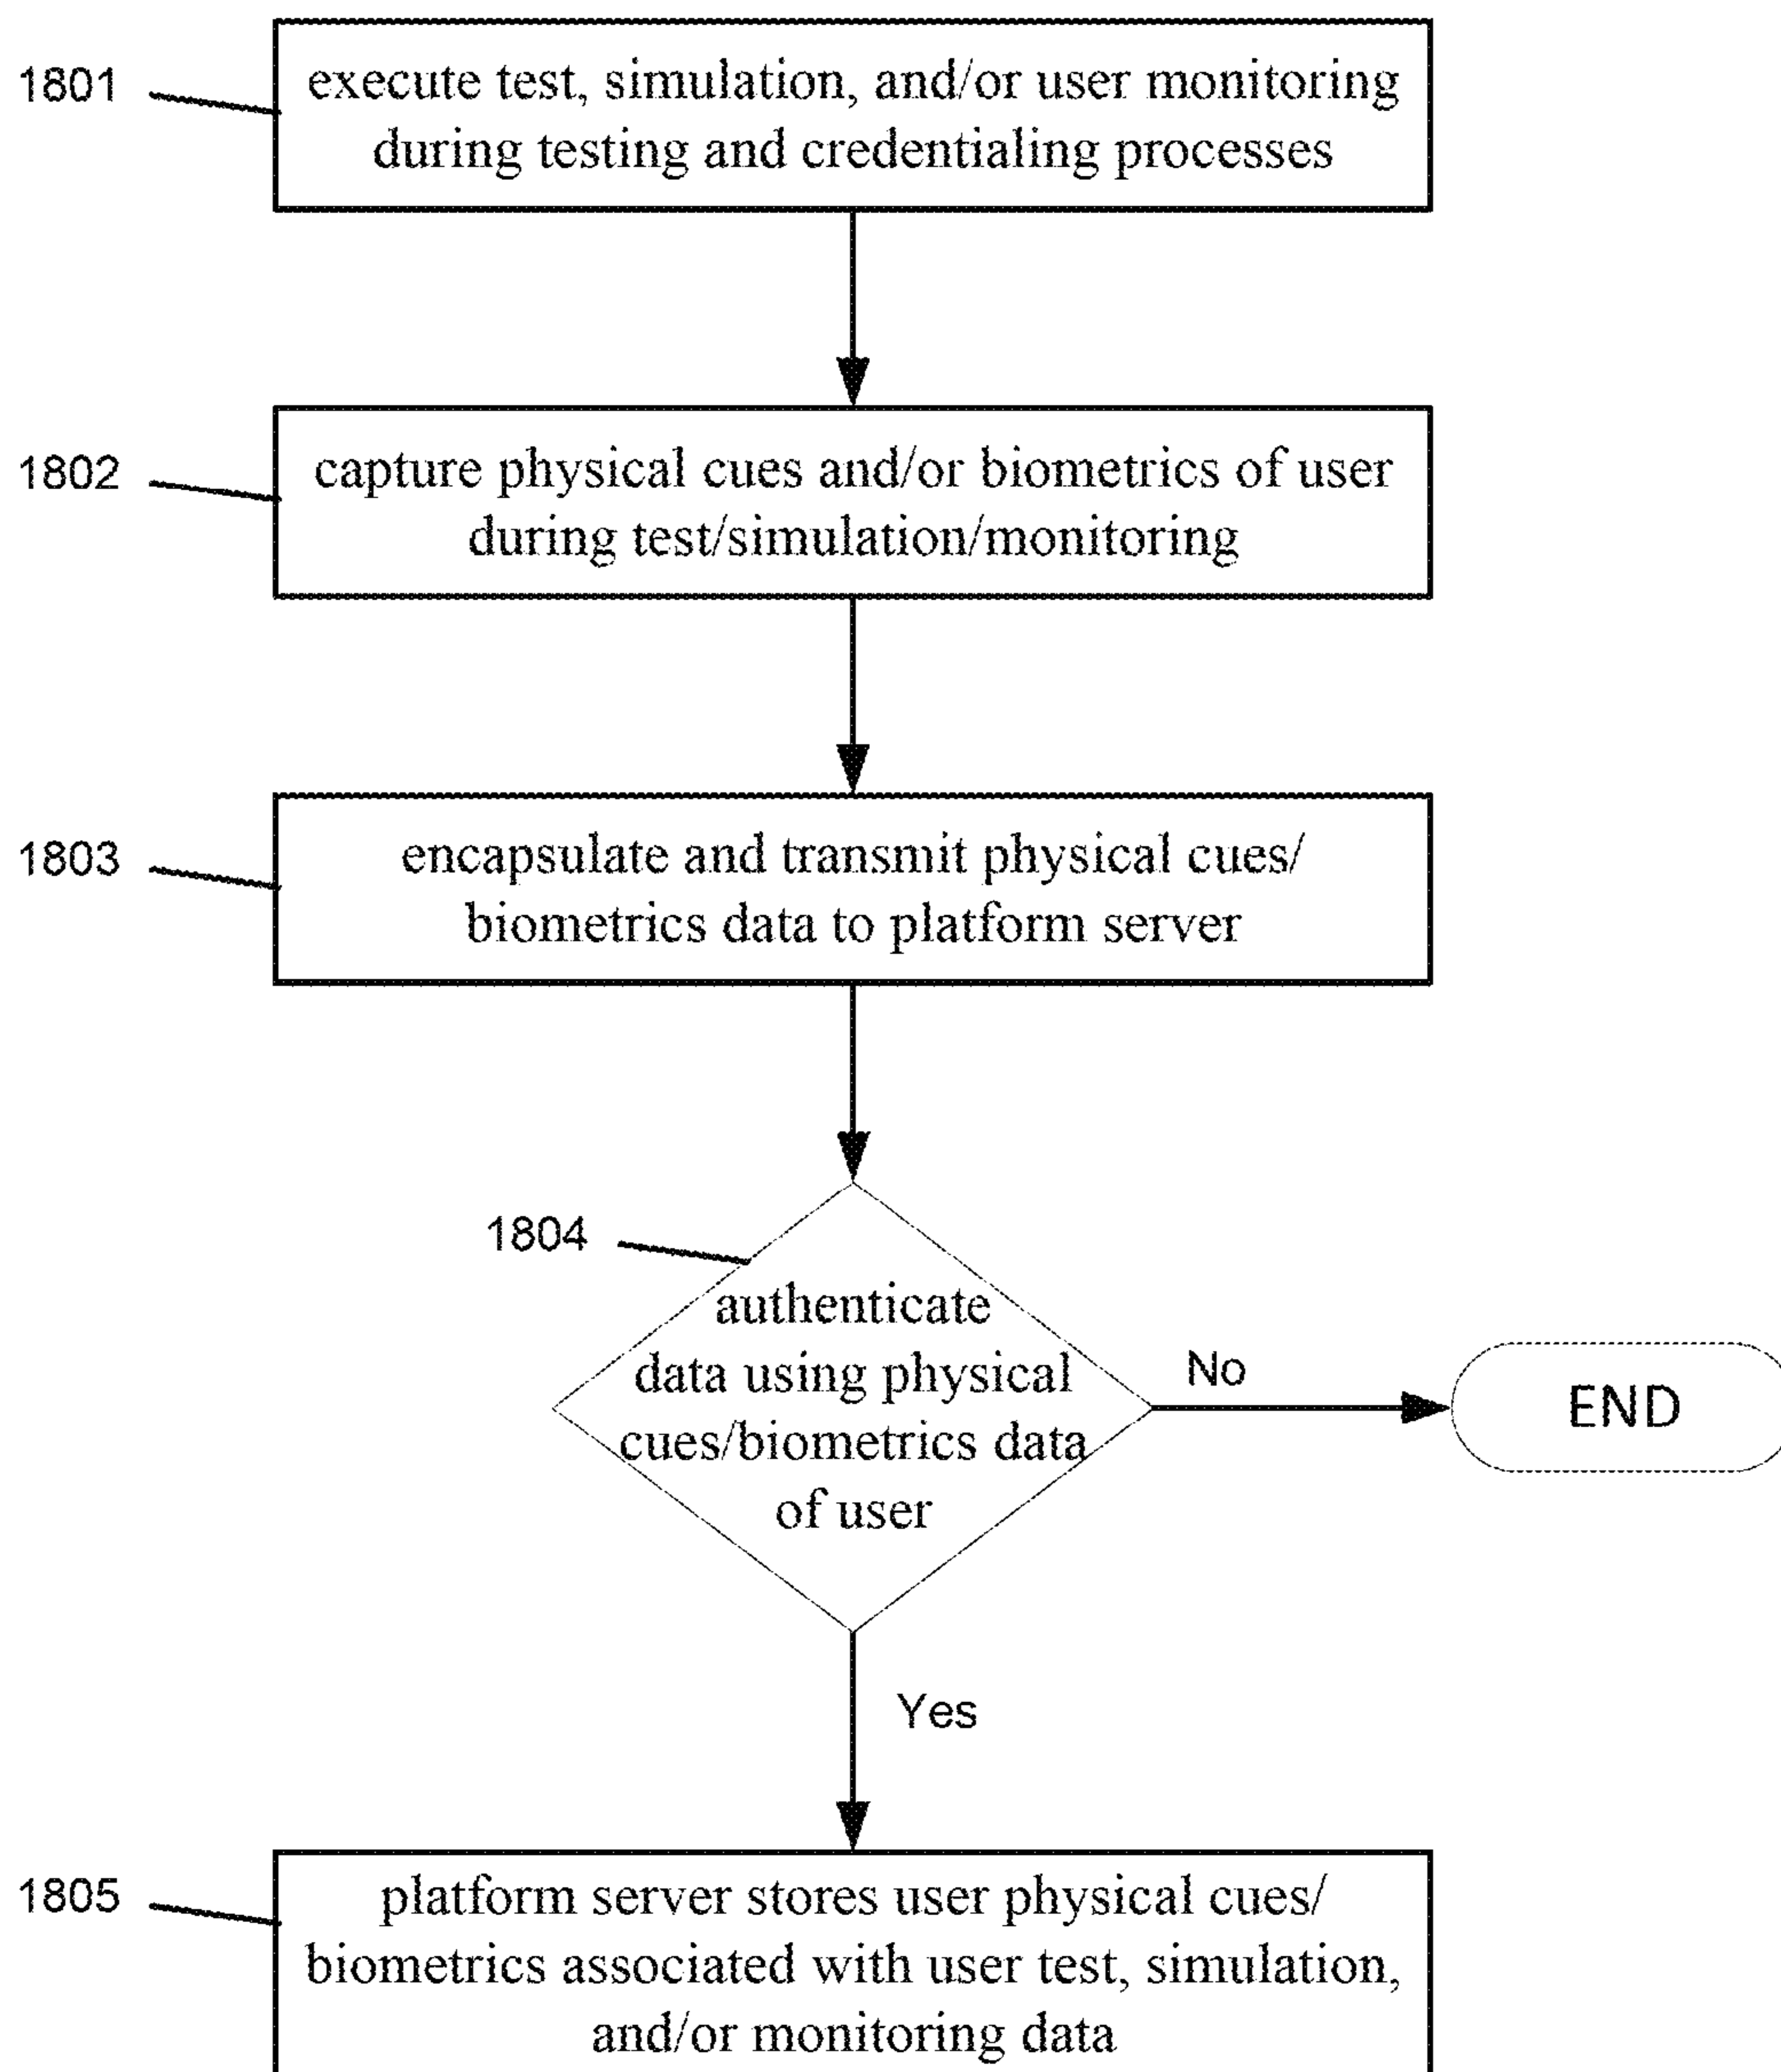 1801
execute test, simulation, and/or user monitoring
during testing and credentialing processes
1802
capture physical cues and/or biometrics of user
during test/simulation/monitoring
1803
encapsulate and transmit physical cues/
biometrics data to platform server
1804
authenticate
data using physical
cues/biometrics data
of user
No
END
Yes
1805
platform server stores user physical cues/
biometrics associated with user test, simulation,
and/or monitoring data